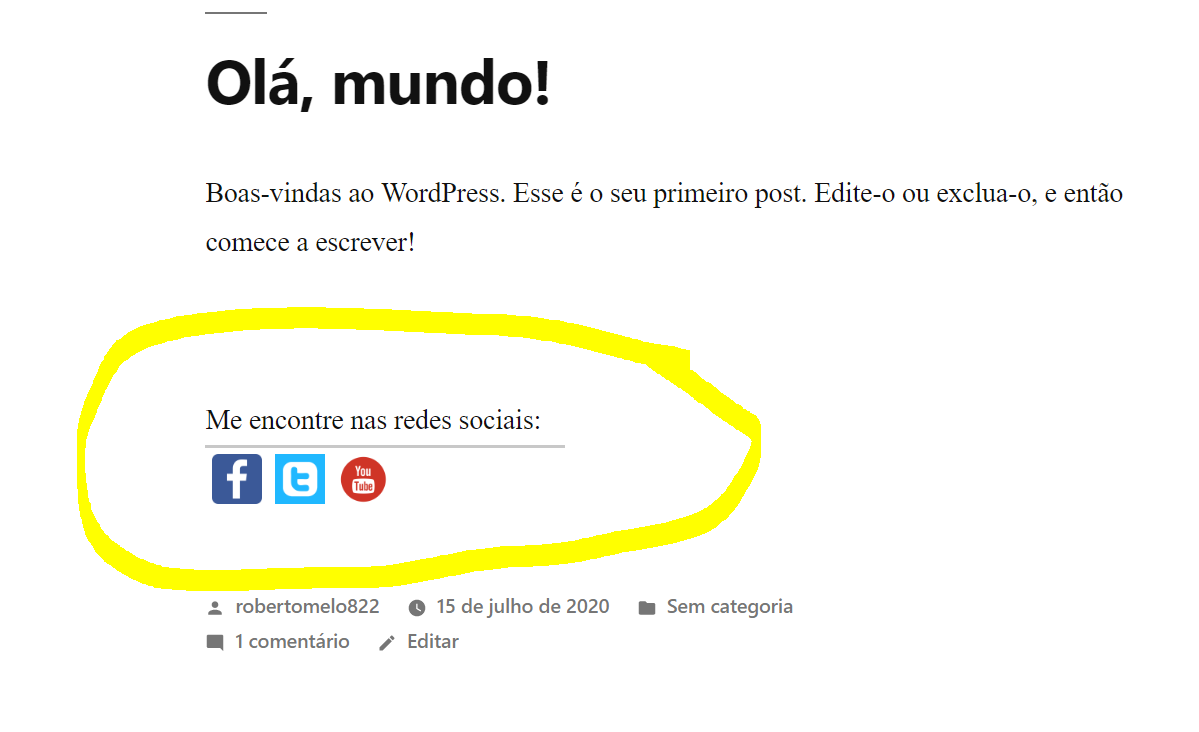 Olá, mundo!
Boas-vindas ao WordPress. Esse é o seu primeiro post. Edite-o ou exclua-o, e então
comece a escrever!
Me encontre nas redes sociais:
f t You
Tube
robertomelo822 15 de julho de 2020 Sem categoria
1 comentário Editar